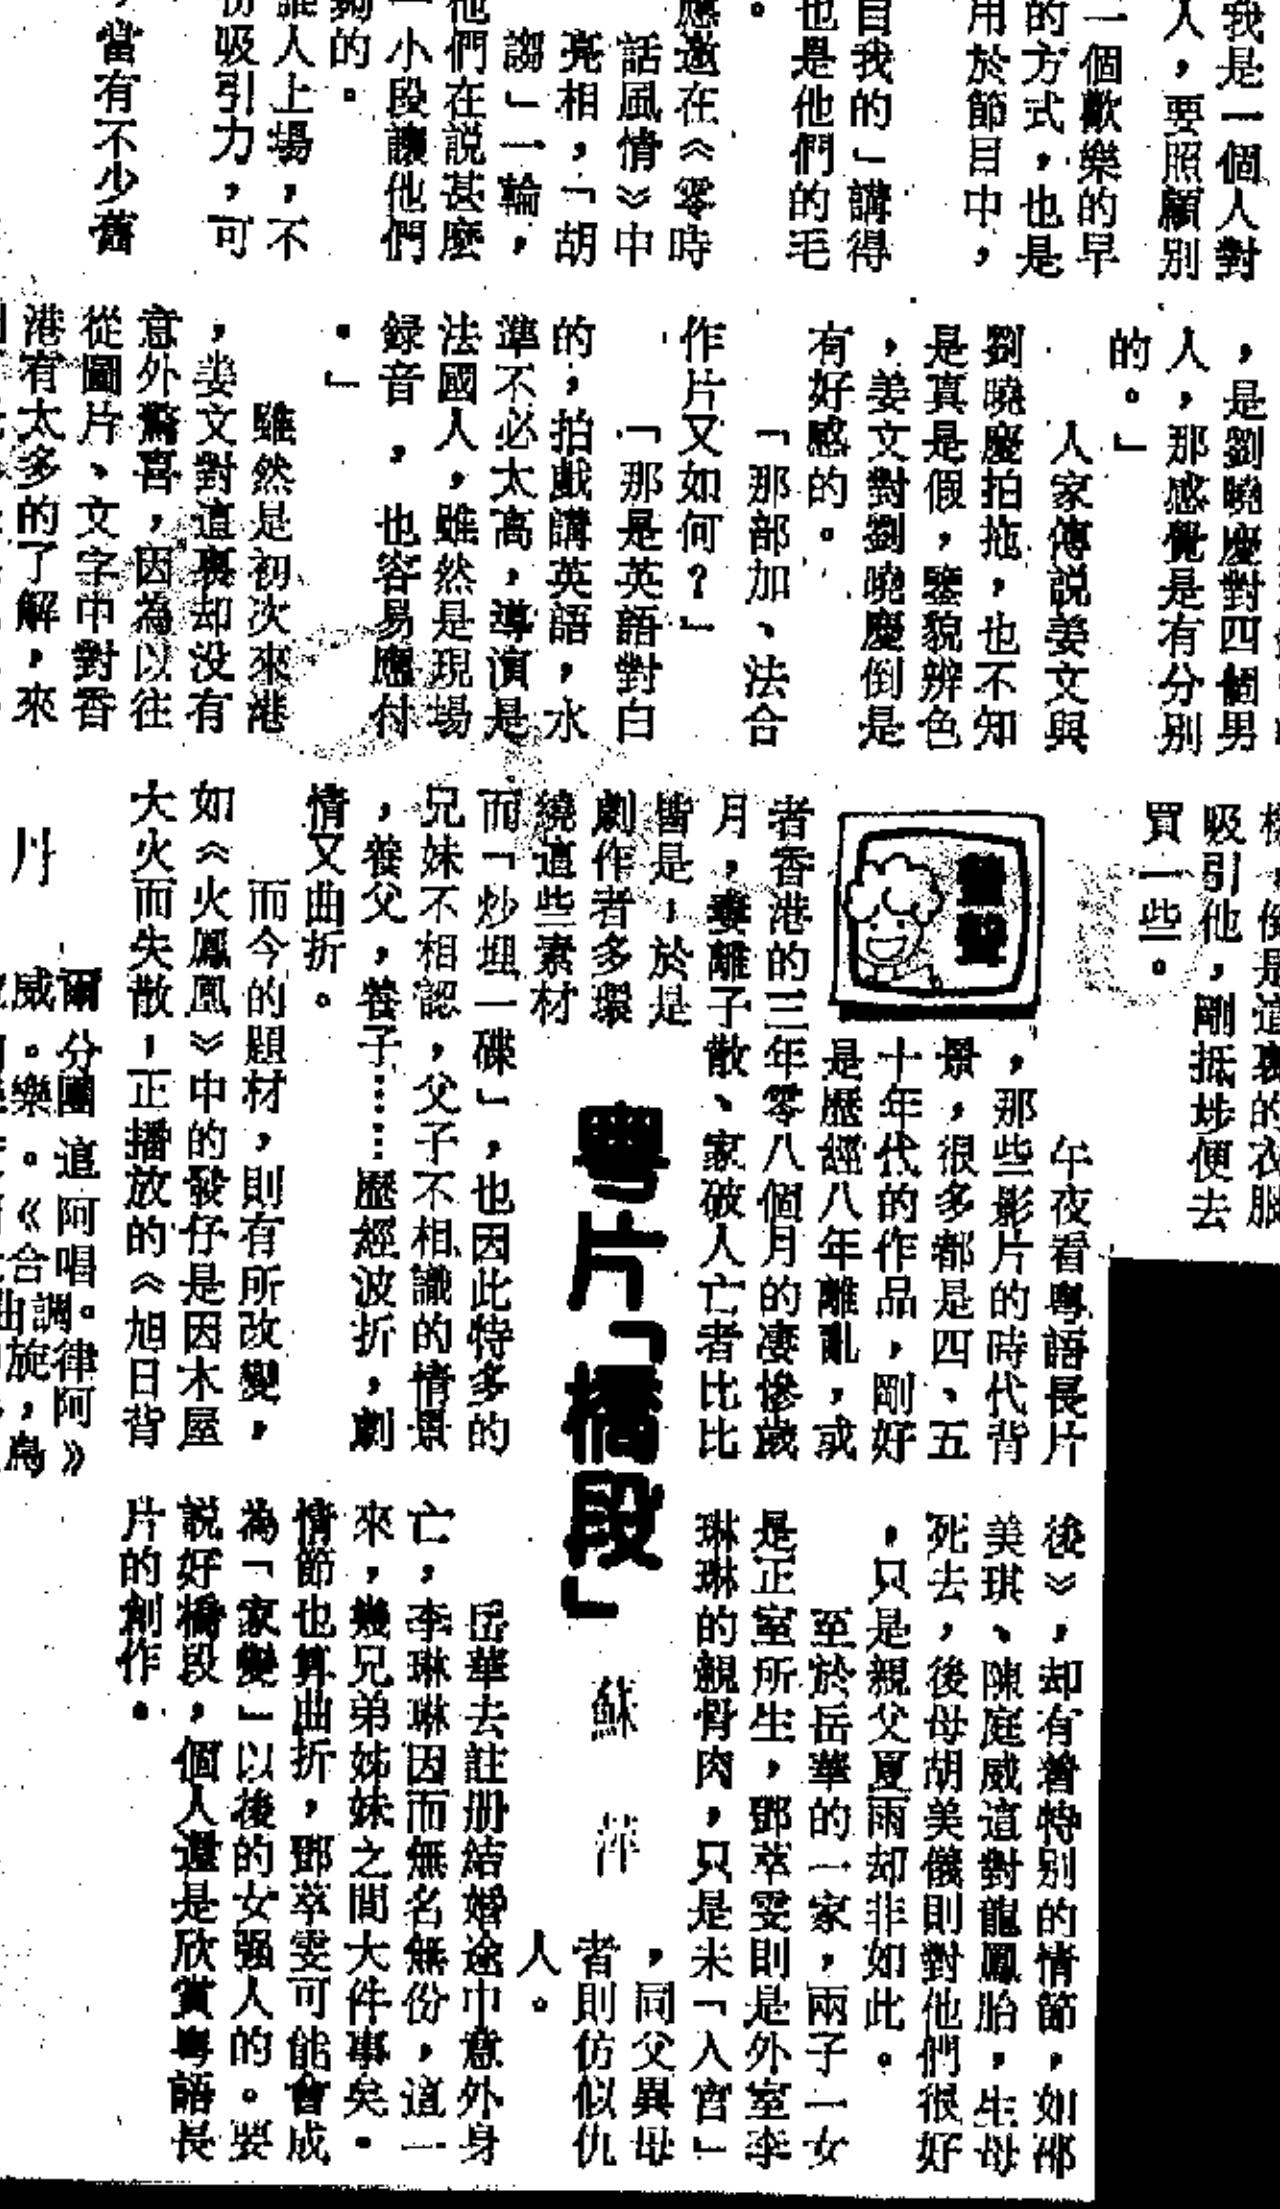 我是一個人對
人，要照顧別
一個歡樂的早
的方式，也是
用於節目中，
自我的」講得
也是他們的毛
。
應邀在《零時
話風情》中
亮相，「胡
謅」一輪，
他們在説甚麼
一小段讓他們
夠的。
誰人上場，不
份吸引力，可
，當有不少舊
，是劉曉慶對四個男
人，那感覺是有分別
的。」
人家傳説姜文與
劉曉慶拍拖，也不知
是真是假，鑒貌辨色
，姜文對劉曉慶倒是
有好感的。
「那部加、法合
作片又如何？」
「那是英語對白
的，拍戲講英語，水
準不必太高，導演是
法國人，雖然是現場
録音，也容易應付
。」
雖然是初次來港
，姜文對這裏却没有
意外驚喜，因為以往
從圖片、文字中對香
港有太多的了解，來
樣，倒是這裏的衣服
吸引他，剛抵埗便去
買一些。
螢聲
粵片「橋段」
蘇萍
午夜看粵語長片
，那些影片的時代背
景，很多都是四、五
十年代的作品，剛好
是歷經八年離亂，或
者香港的三年零八個月的凄慘歲
月，妻離子散、家破人亡者比比
皆是，於是
劇作者多環
繞這些素材
而「炒埋一碟」，也因此特多的
兄妹不相認，父子不相識的情景
，養父，養子……歷經波折，劇
情又曲折。
而今的題材，則有所改變，
如《火鳳凰》中的發仔是因木屋
大火而失散，正播放的《旭日背
後》，却有着特別的情節，如邵
美琪、陳庭威這對龍鳳胎，生母
死去，後母胡美儀則對他們很好
，只是親父夏雨却非如此。
至於岳華的一家，兩子一女
是正室所生，鄧萃雯則是外室李
琳琳的親骨肉，只是未「入宫」
，同父異母
者則仿似仇
人。
岳華去註册結婚途中意外身
亡，李琳琳因而無名無份，這一
來，幾兄弟姊妹之間大件事矣。
情節也算曲折，鄧萃雯可能會成
為「家變」以後的女强人的。要
説好橋段，個人還是欣賞粵語長
片的創作。